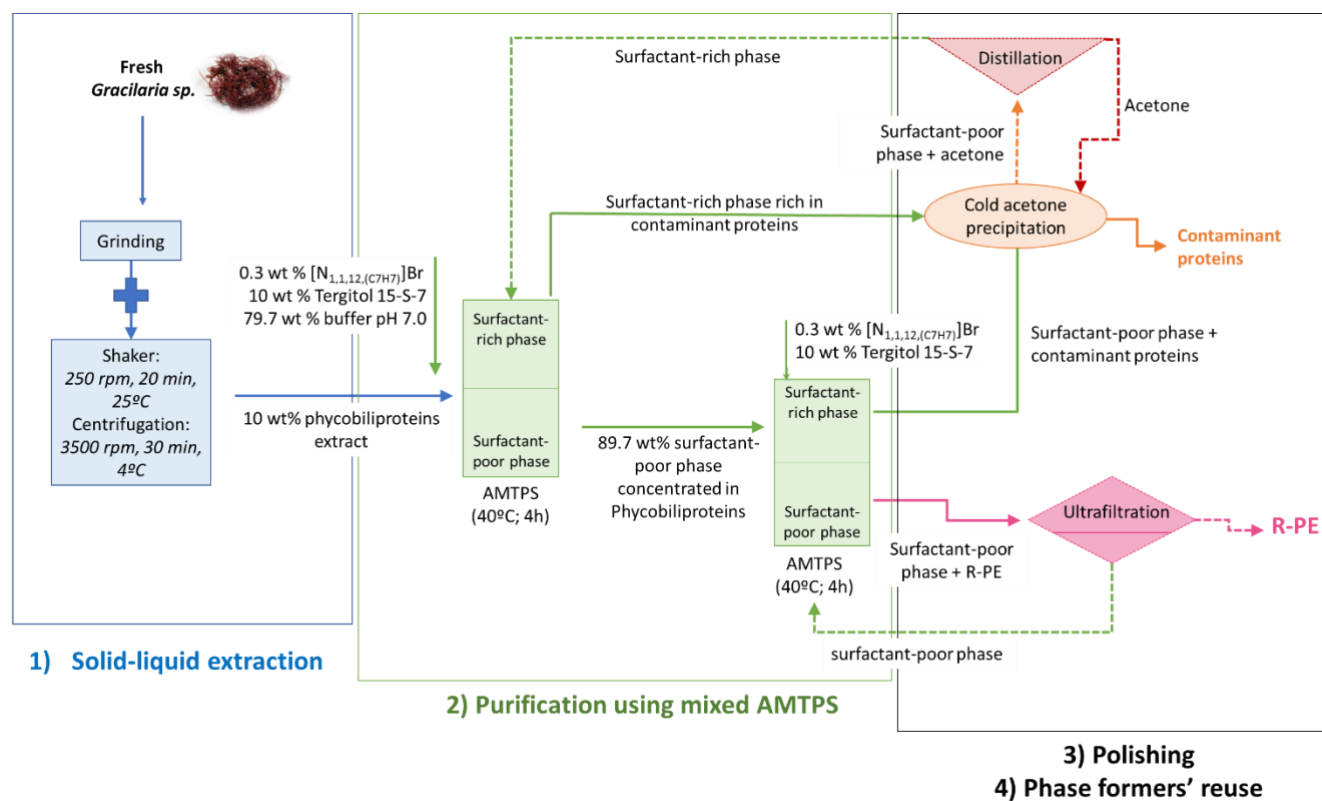 Fresh
Gracilaria sp.
Grinding
Shaker:
250 rpm, 20 min,
25ºC
Centrifugation:
3500 rpm, 30 min,
4ºC
10 wt% phycobiliproteins
extract
1) Solid-liquid extraction
0.3 wt % [N1,1,12,(C7H7)]Br
10 wt % Tergitol 15-S-7
79.7 wt % buffer pH 7.0
Surfactant-
rich phase
Surfactant-
poor phase
AMTPS
(40ºC; 4h)
Surfactant-rich phase
Surfactant-rich phase rich in
contaminant proteins
89.7 wt% surfactant-
poor phase
concentrated in
Phycobiliproteins
0.3 wt % [N1,1,12,(C7H7)]Br
10 wt % Tergitol 15-S-7
Surfactant-
rich phase
Surfactant-
poor phase
AMTPS
(40ºC; 4h)
2) Purification using mixed AMTPS
Distillation
Acetone
Surfactant-poor
phase + acetone
Cold acetone
precipitation
Contaminant
proteins
Surfactant-poor phase +
contaminant proteins
Surfactant-poor
phase + R-PE
Ultrafiltration
R-PE
surfactant-poor phase
3) Polishing
4) Phase formers’ reuse